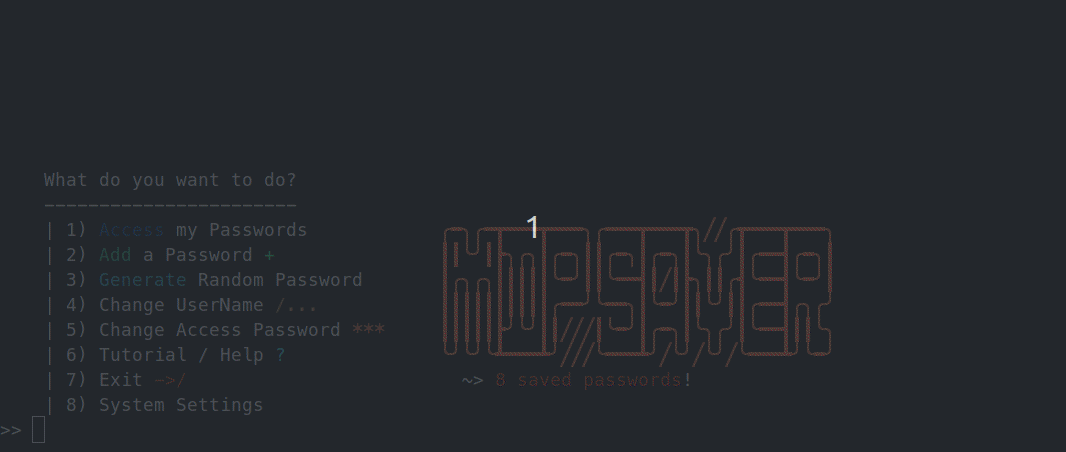 What do you want to do?
-----------------------
1
| 1) Access my Passwords
| 2) Add a Password +
| 3) Generate Random Password
| 4) Change UserName /...
| 5) Change Access Password ***
| 6) Tutorial / Help ?
| 7) Exit ~>/
| 8) System Settings
>>
MDPSAVER
~> 8 saved passwords!